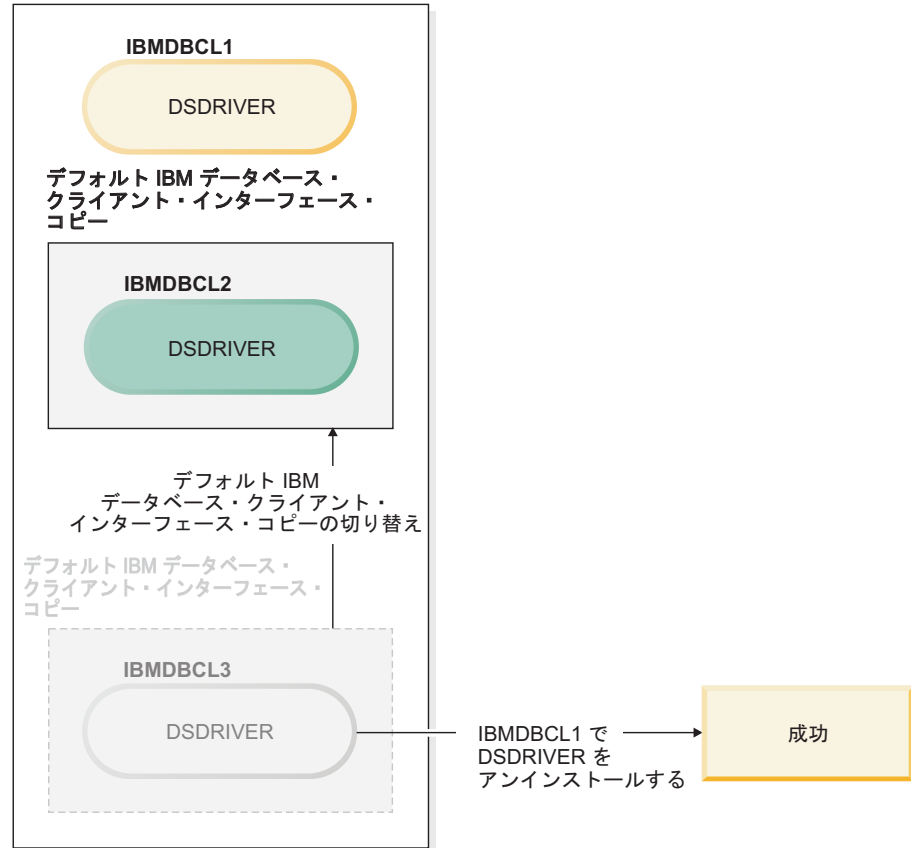 IBMDBCL1
DSDRIVER
デフォルト IBM データベース・
クライアント・インターフェース・
コピー
IBMDBCL2
DSDRIVER
デフォルト IBM
データベース・クライアント・
インターフェース・コピーの切り替え
デフォルト IBM データベース・
クライアント・インターフェース・
コピー
IBMDBCL3
DSDRIVER
IBMDBCL1 で
DSDRIVER を
アンインストールする
成功